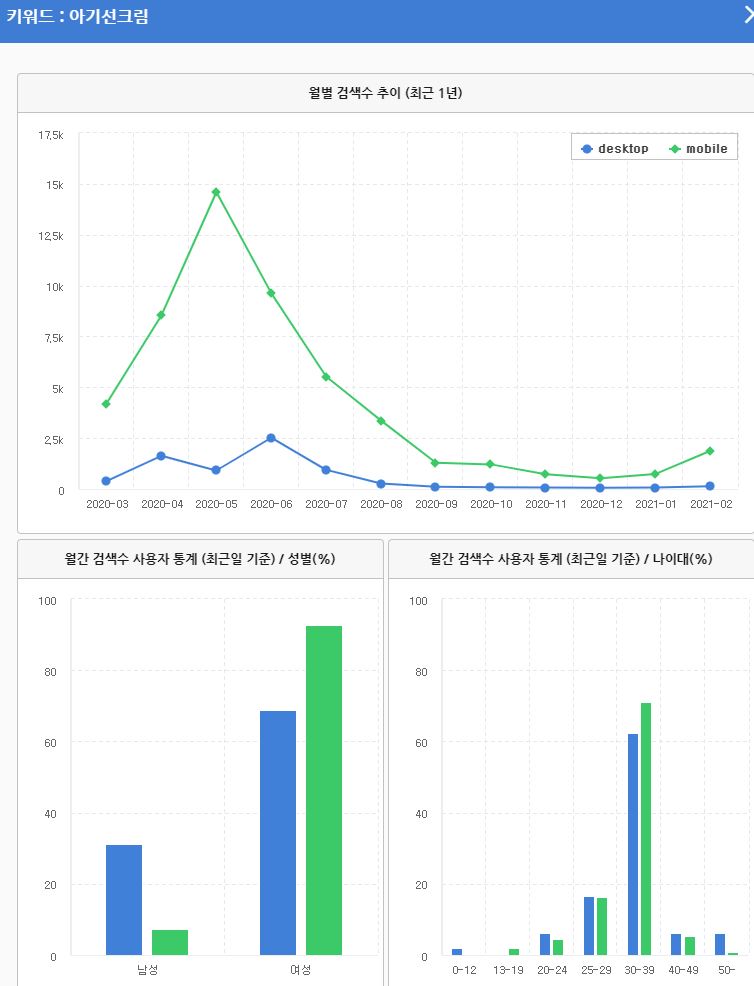 키워드 : 아기선크림
월별 검색수 추이 (최근 1년)
desktop mobile
17,5k
15k
12,5k
10k
7,5k
5k
2,5k
0
2020-03 2020-04 2020-05 2020-06 2020-07 2020-08 2020-09 2020-10 2020-11 2020-12 2021-01 2021-02
월간 검색수 사용자 통계 (최근일 기준) / 성별(%)
100
80
60
40
20
0
남성 여성
월간 검색수 사용자 통계 (최근일 기준) / 나이대(%)
100
80
60
40
20
0
0-12 13-19 20-24 25-29 30-39 40-49 50-